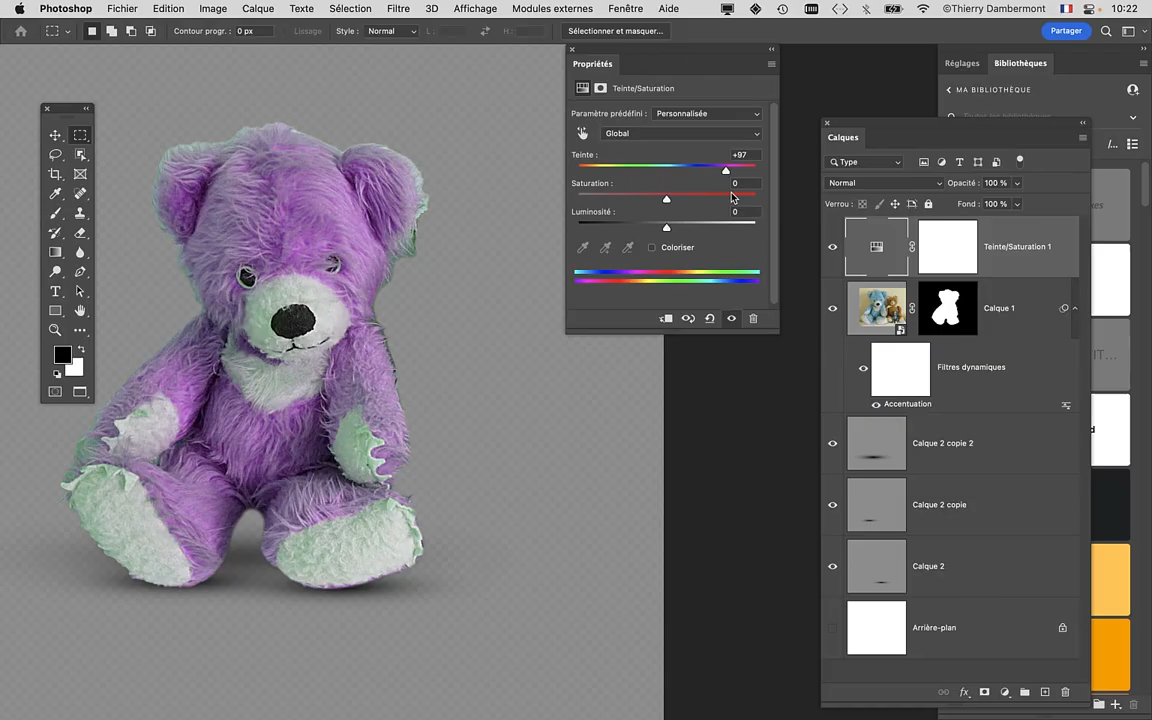 Photoshop Fichier Edition Image Calque Texte Sélection Filtre 3D Affichage Modules externes Fenêtre Aide ©Thierry Dambermont 10:22
Contour progr. : 0 px Lissage Style : Normal L : H : Sélectionner et masquer... Partager
Propriétés
Teinte/Saturation
Paramètre prédéfini : Personnalisée
Global
Teinte : +97
Saturation : 0
Luminosité : 0
Coloriser
Réglages Bibliothèques
MA BIBLIOTHÈQUE
Calques
Type
Normal Opacité : 100 %
Verrou : Fond : 100 %
Teinte/Saturation 1
Calque 1
Filtres dynamiques
Accentuation
Calque 2 copie 2
Calque 2 copie
Calque 2
Arrière-plan
fx